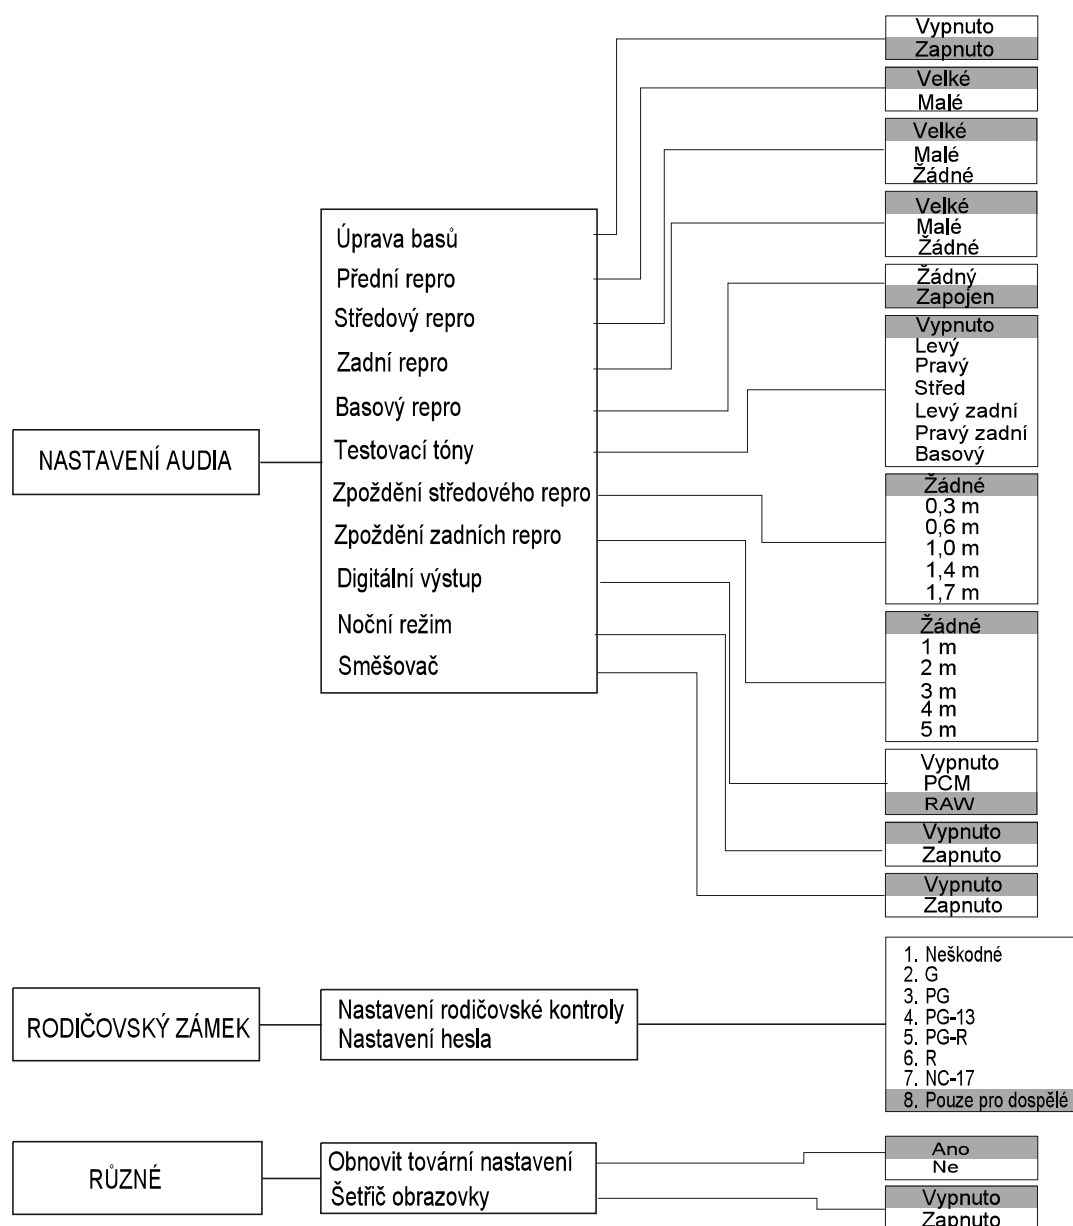 NASTAVENÍ AUDIA
Úprava basů
Přední repro
Středový repro
Zadní repro
Basový repro
Testovací tóny
Zpoždění středového repro
Zpoždění zadních repro
Digitální výstup
Noční režim
Směšovač
Vypnuto
Zapnuto
Velké
Malé
Velké
Malé
Žádné
Velké
Malé
Žádné
Žádný
Zapojen
Vypnuto
Levý
Pravý
Střed
Levý zadní
Pravý zadní
Basový
Žádné
0,3 m
0,6 m
1,0 m
1,4 m
1,7 m
Žádné
1 m
2 m
3 m
4 m
5 m
Vypnuto
PCM
RAW
Vypnuto
Zapnuto
Vypnuto
Zapnuto
RODIČOVSKÝ ZÁMEK
Nastavení rodičovské kontroly
Nastavení hesla
1. Neškodné
2. G
3. PG
4. PG-13
5. PG-R
6. R
7. NC-17
8. Pouze pro dospělé
RŮZNÉ
Obnovit tovární nastavení
Šetřič obrazovky
Ano
Ne
Vypnuto
Zapnuto